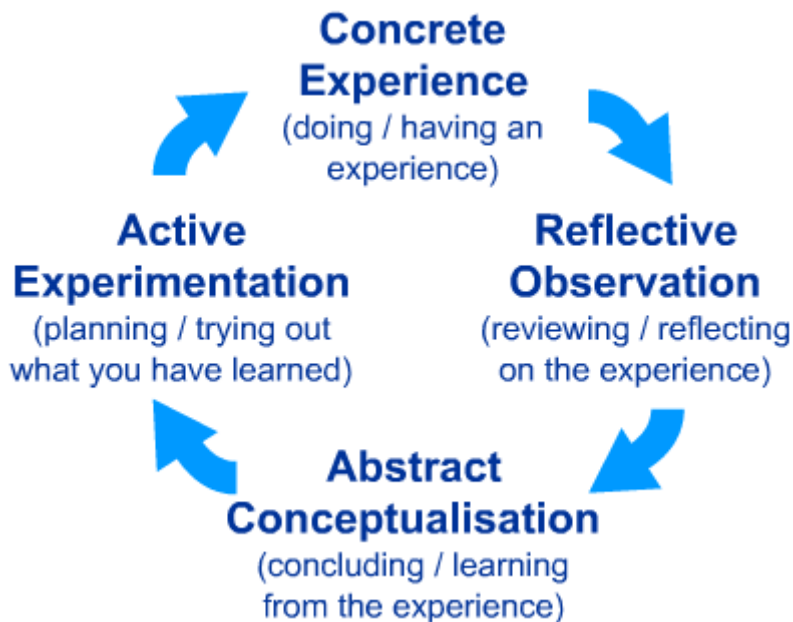 Concrete
Experience
(doing / having an
experience)
Reflective
Observation
(reviewing / reflecting
on the experience)
Abstract
Conceptualisation
(concluding / learning
from the experience)
Active
Experimentation
(planning / trying out
what you have learned)